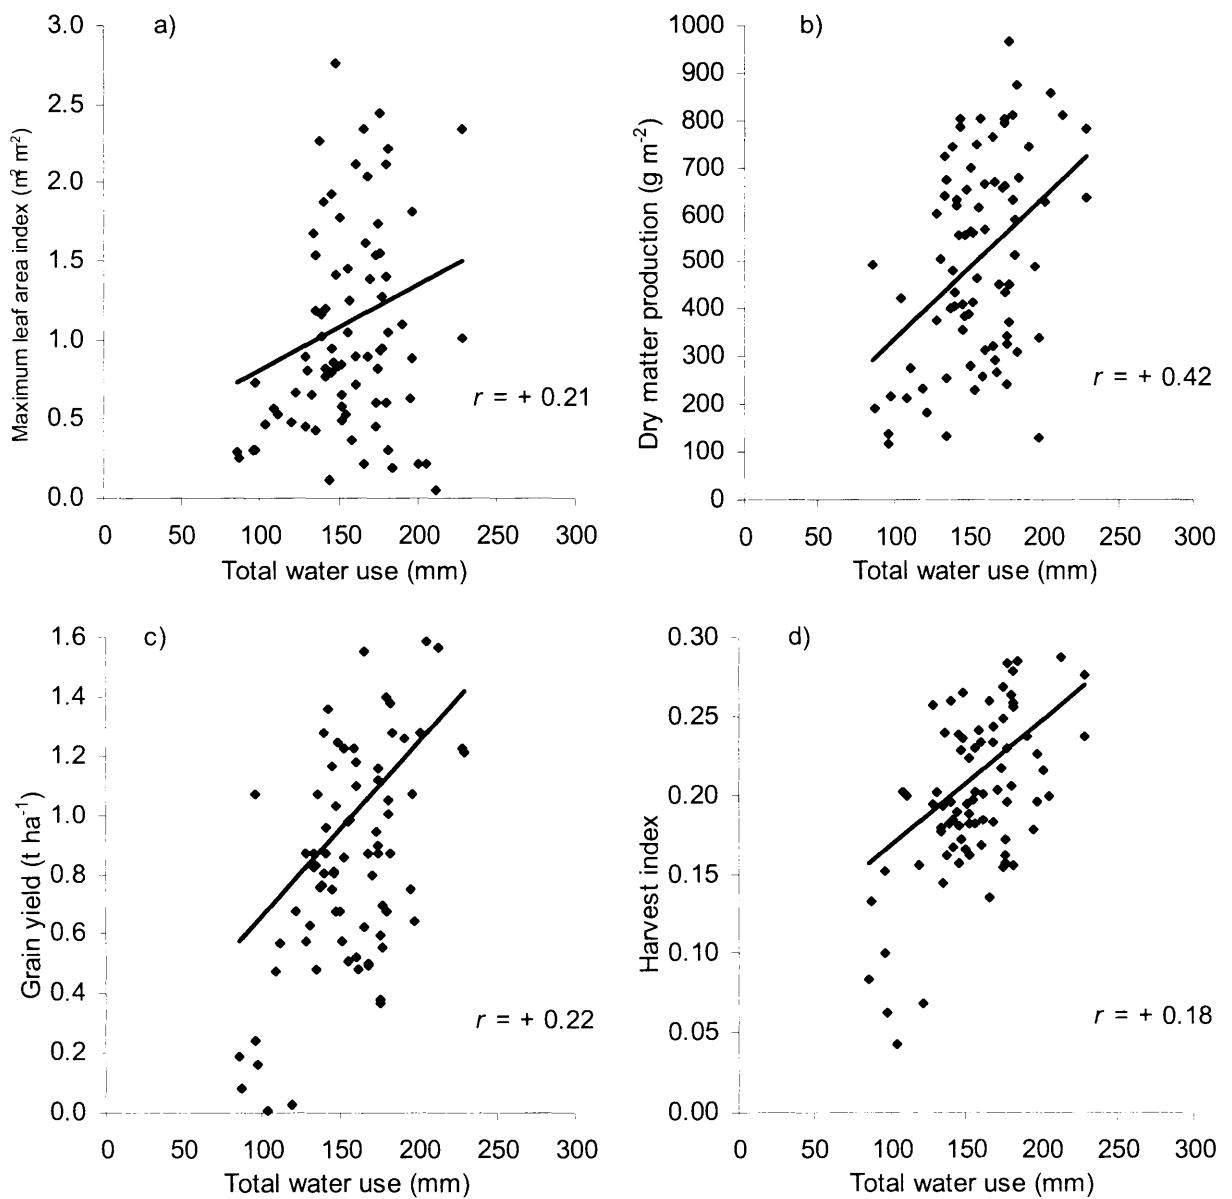 a)
3.0
2.5
2.0
1.5
1.0
0.5
0.0
Maximum leaf area index (m² m²)
r = + 0.21
0 50 100 150 200 250 300
Total water use (mm)
b)
1000
900
800
700
600
500
400
300
200
100
0
Dry matter production (g m⁻²)
r = + 0.42
0 50 100 150 200 250 300
Total water use (mm)
c)
1.6
1.4
1.2
1.0
0.8
0.6
0.4
0.2
0.0
Grain yield (t ha⁻¹)
r = + 0.22
0 50 100 150 200 250 300
Total water use (mm)
d)
0.30
0.25
0.20
0.15
0.10
0.05
0.00
Harvest index
r = + 0.18
0 50 100 150 200 250 300
Total water use (mm)